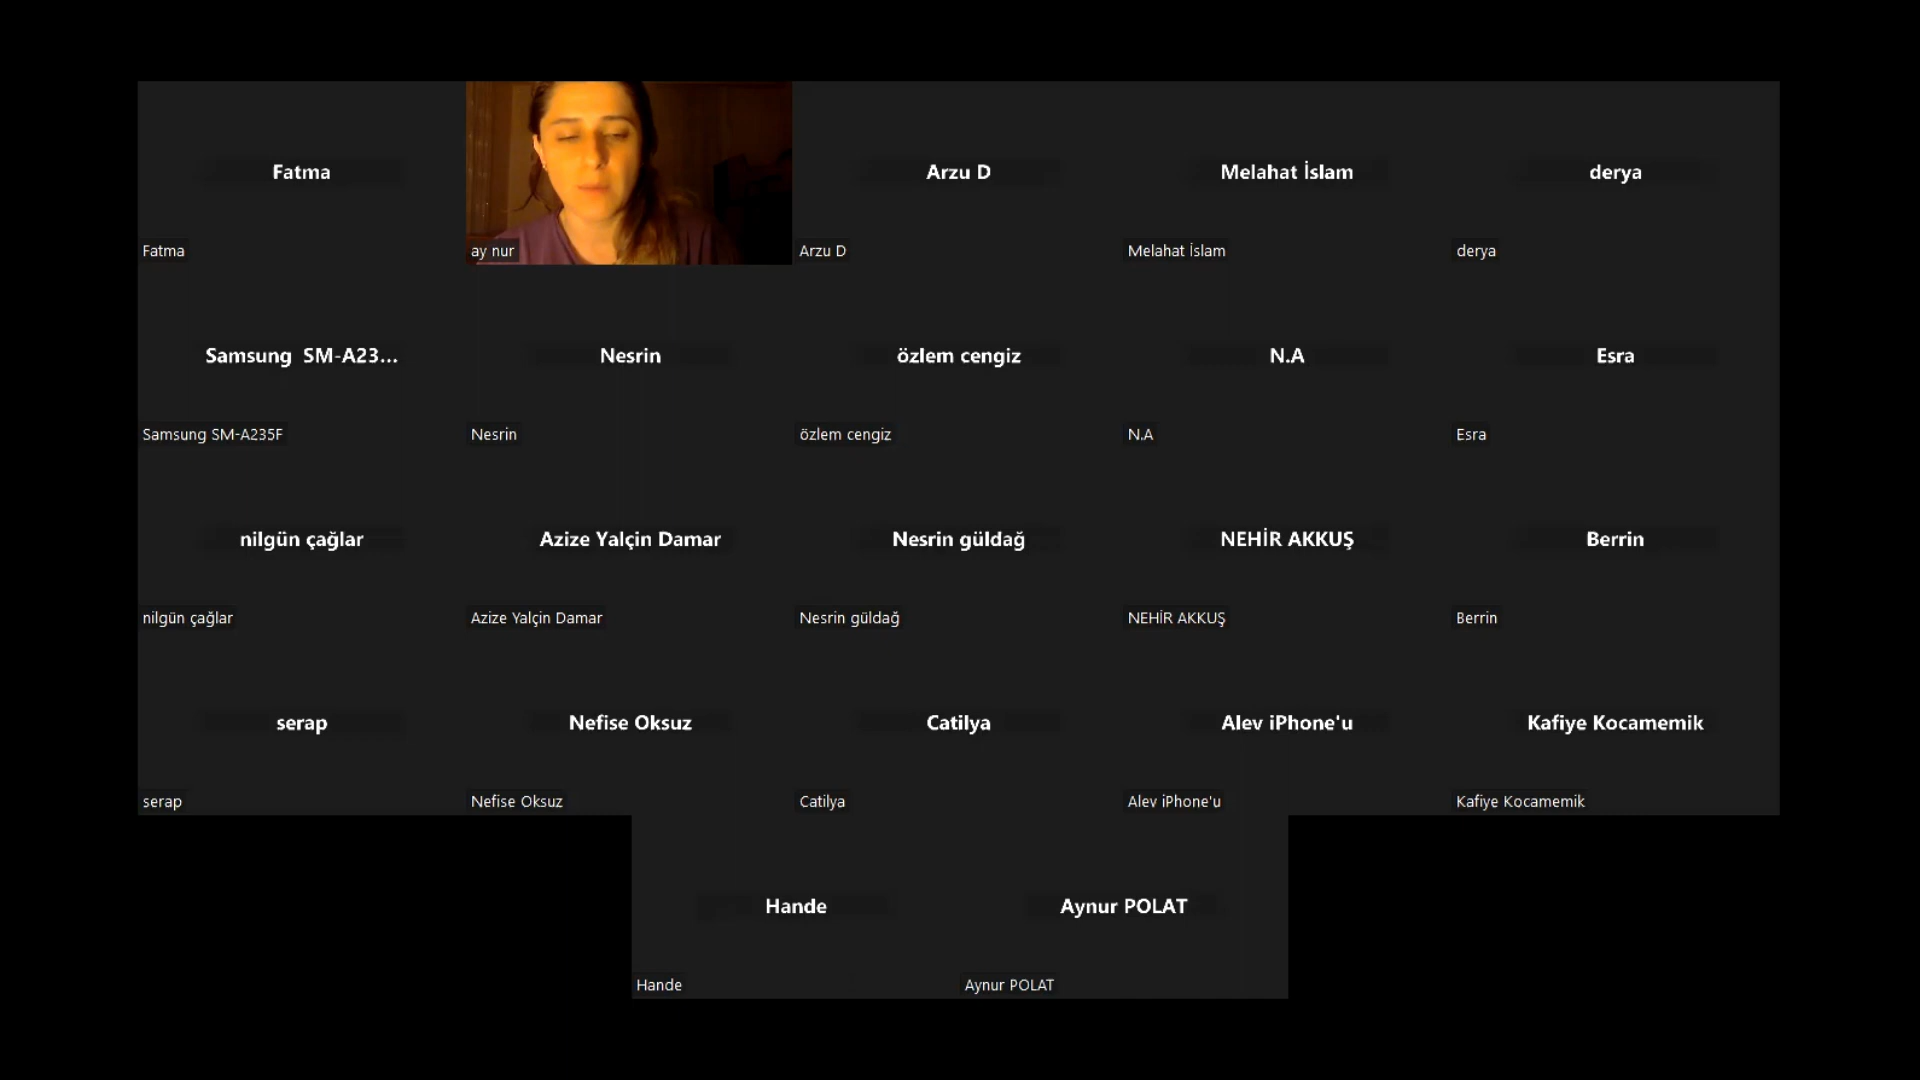 Fatma
Arzu D
Melahat İslam
derya
Fatma
ay nur
Arzu D
Melahat İslam
derya
Samsung SM-A23...
Nesrin
özlem cengiz
N.A
Esra
Samsung SM-A235F
Nesrin
özlem cengiz
N.A
Esra
nilgün çağlar
Azize Yalçin Damar
Nesrin güldağ
NEHİR AKKUŞ
Berrin
nilgün çağlar
Azize Yalçin Damar
Nesrin güldağ
NEHİR AKKUŞ
Berrin
serap
Nefise Oksuz
Catilya
Alev iPhone'u
Kafiye Kocamemik
serap
Nefise Oksuz
Catilya
Alev iPhone'u
Kafiye Kocamemik
Hande
Aynur POLAT
Hande
Aynur POLAT